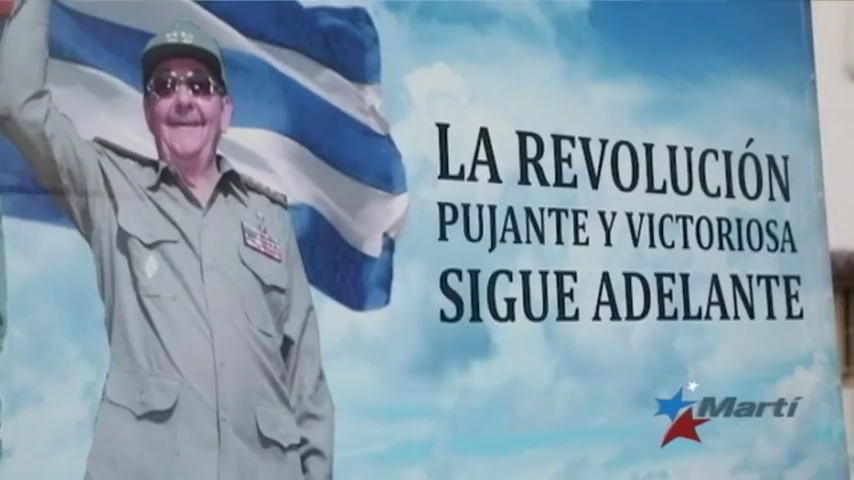 LA REVOLUCIÓN
PUJANTE Y VICTORIOSA
SIGUE ADELANTE
Martí